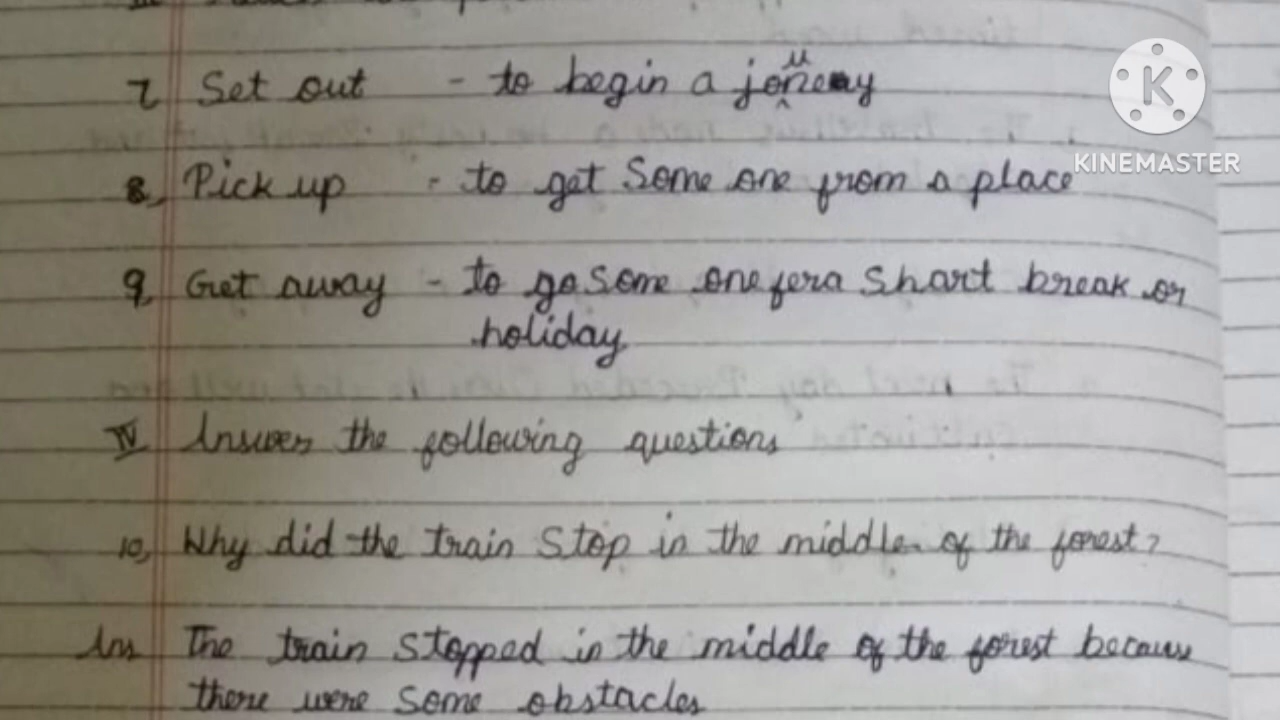 7 Set out - to begin a joueney
8, Pick up - to get Some one from a place
9, Get away - to go some one fer a Short break or
holiday
IV Answer the following questions
10, Why did the train Stop in the middle of the forest?
Ans The train Stopped in the middle of the forest because
there were Some obstacles
K
KINEMASTER